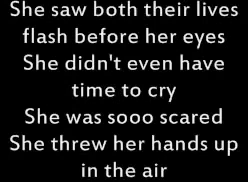 She saw both their lives
flash before her eyes
She didn't even have
time to cry
She was sooo scared
She threw her hands up
in the air